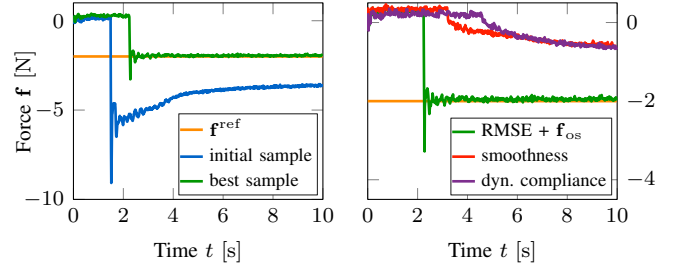 0
−5
−10
Force f [N]
f^ref
initial sample
best sample
0 2 4 6 8 10
Time t [s]
0
−2
−4
RMSE + f_os
smoothness
dyn. compliance
0 2 4 6 8 10
Time t [s]